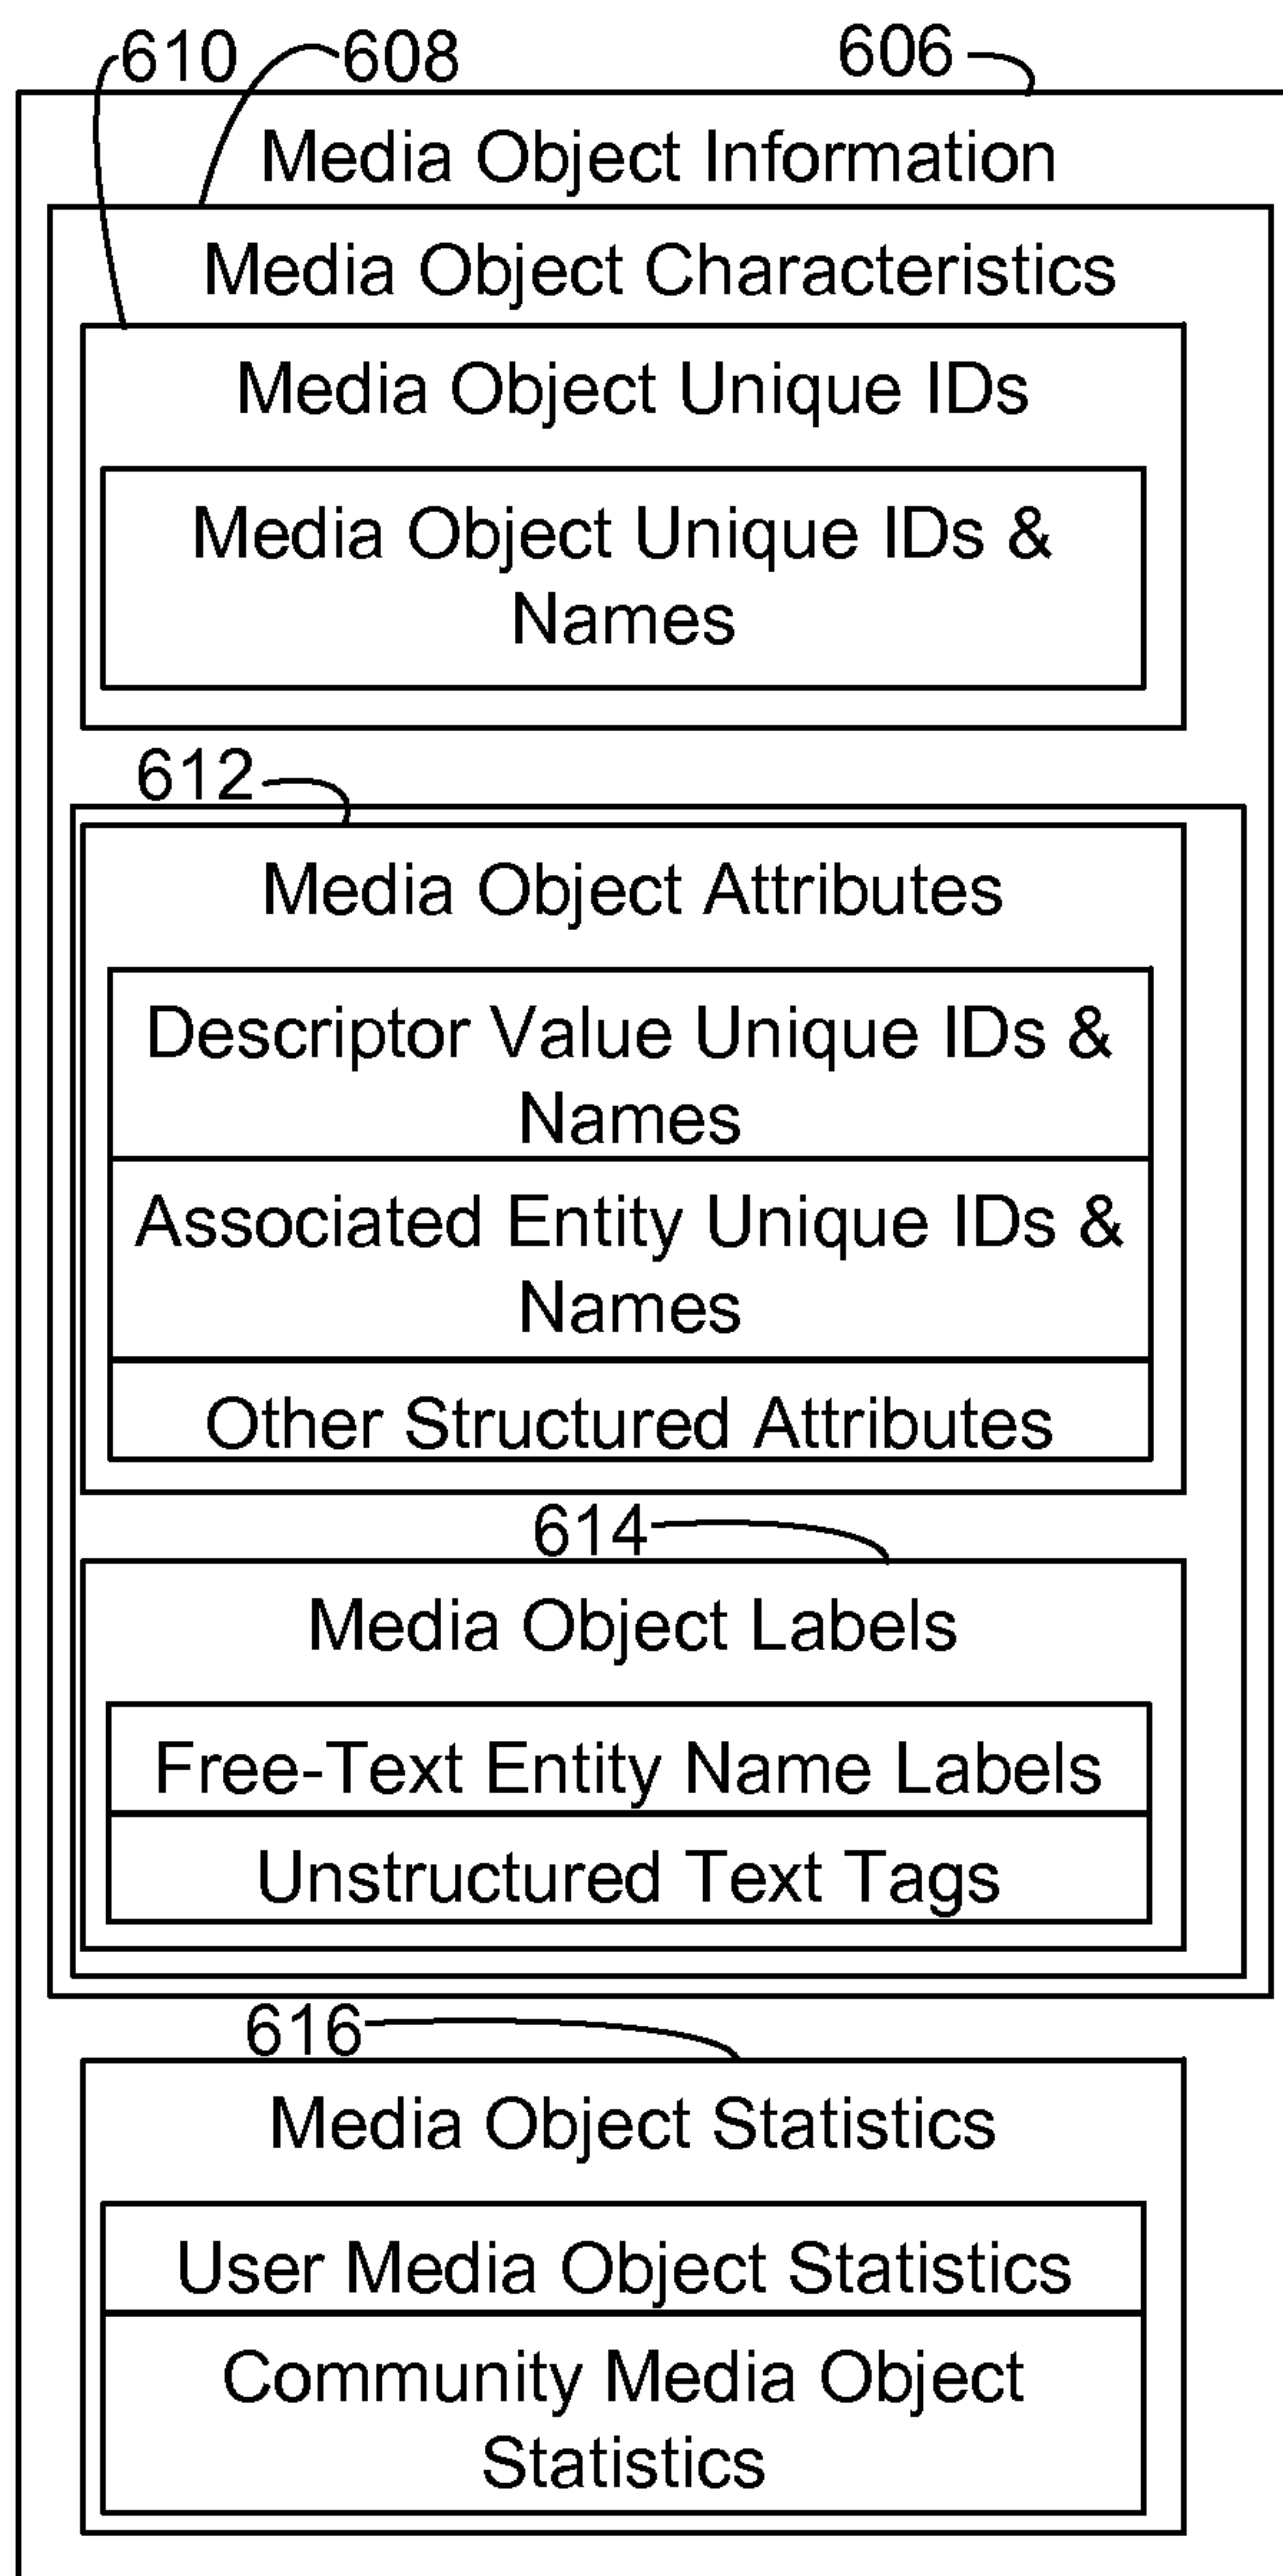 610 608 606
Media Object Information
Media Object Characteristics
Media Object Unique IDs
Media Object Unique IDs &
Names
612
Media Object Attributes
Descriptor Value Unique IDs &
Names
Associated Entity Unique IDs &
Names
Other Structured Attributes
614
Media Object Labels
Free-Text Entity Name Labels
Unstructured Text Tags
616
Media Object Statistics
User Media Object Statistics
Community Media Object
Statistics